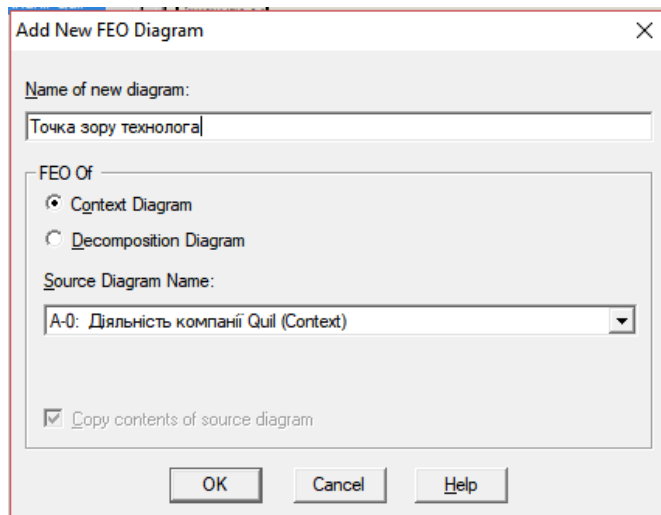 Add New FEO Diagram
Name of new diagram:
Точка зору технолога
FEO Of
Context Diagram
Decomposition Diagram
Source Diagram Name:
A-0: Діяльність компанії Quil (Context)
Copy contents of source diagram
OK Cancel Help